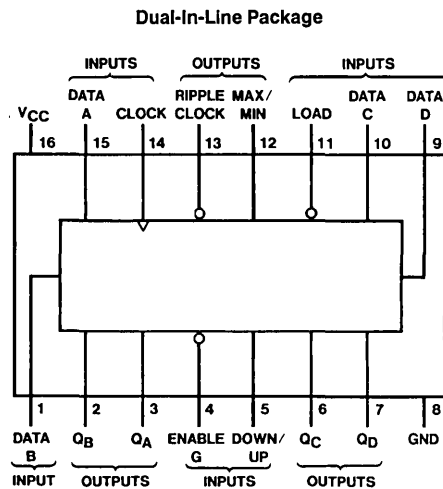 Dual-In-Line Package
INPUTS OUTPUTS INPUTS
DATA RIPPLE MAX/ DATA DATA
VCC A CLOCK CLOCK MIN LOAD C D
16 15 14 13 12 11 10 9
1 2 3 4 5 6 7 8
DATA QB QA ENABLE DOWN/ QC QD GND
B G UP
INPUT OUTPUTS INPUTS OUTPUTS